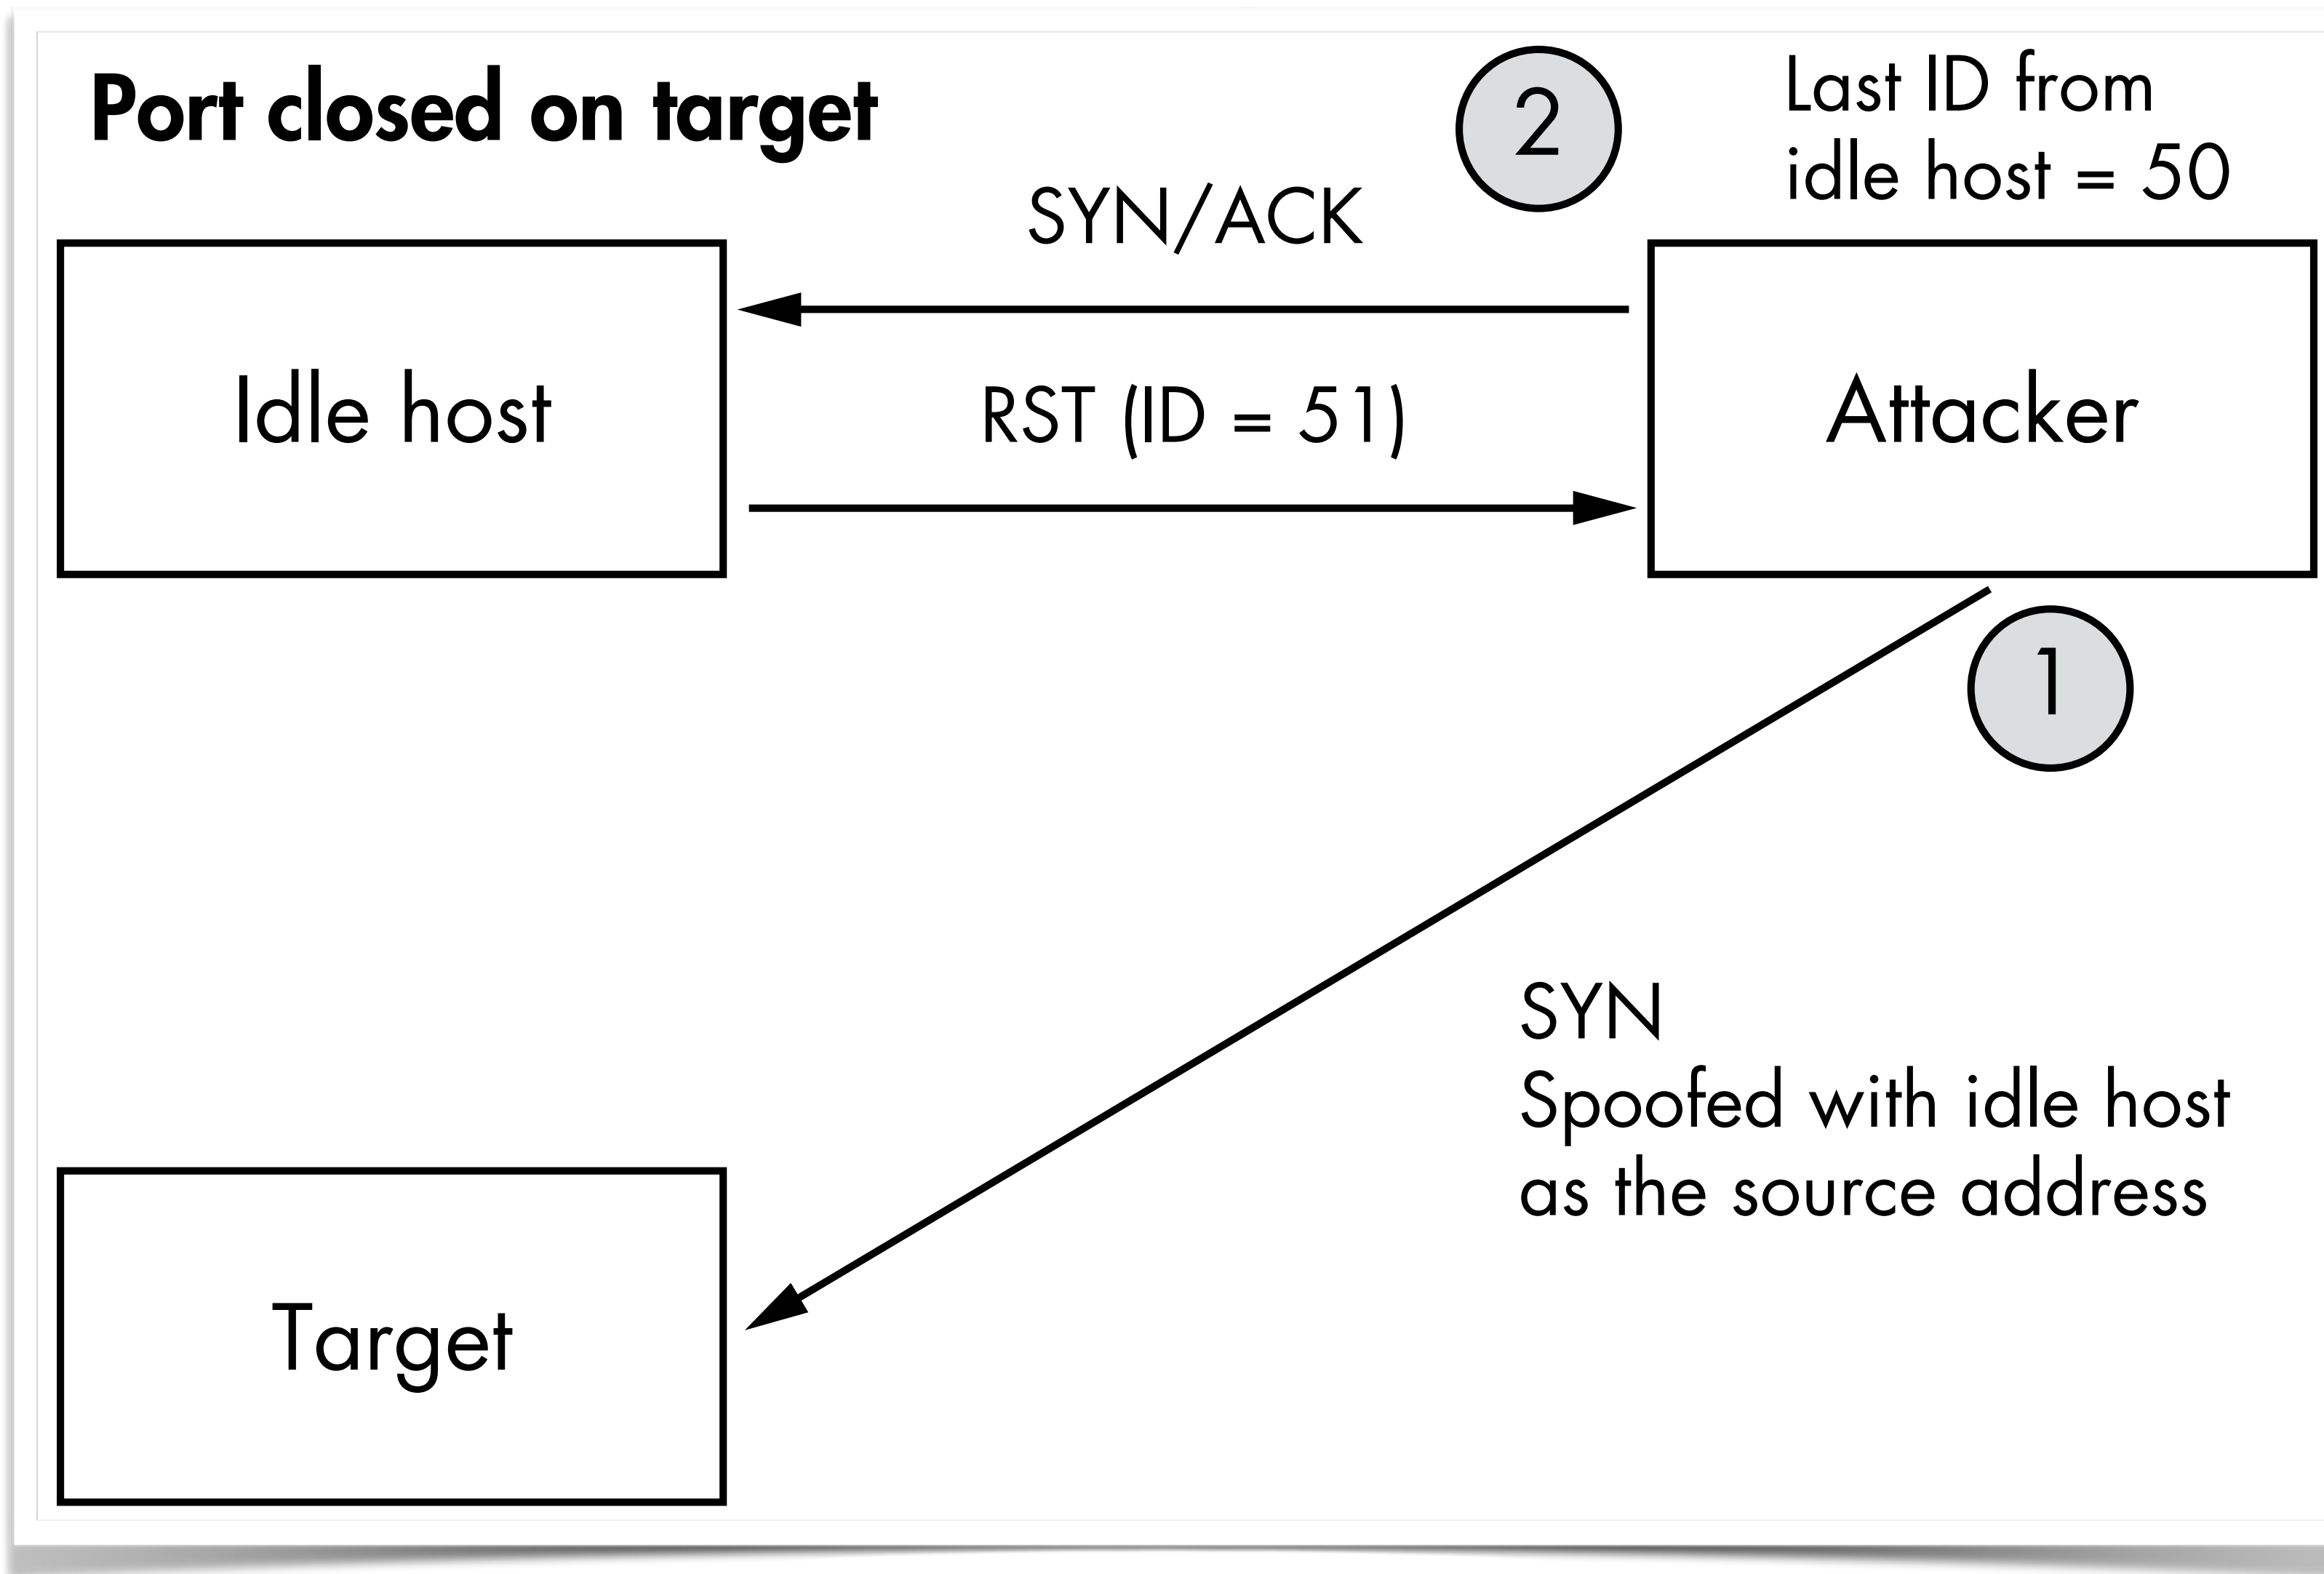 Port closed on target
2
Last ID from
idle host = 50
SYN/ACK
Idle host
RST (ID = 51)
Attacker
1
SYN
Spoofed with idle host
as the source address
Target